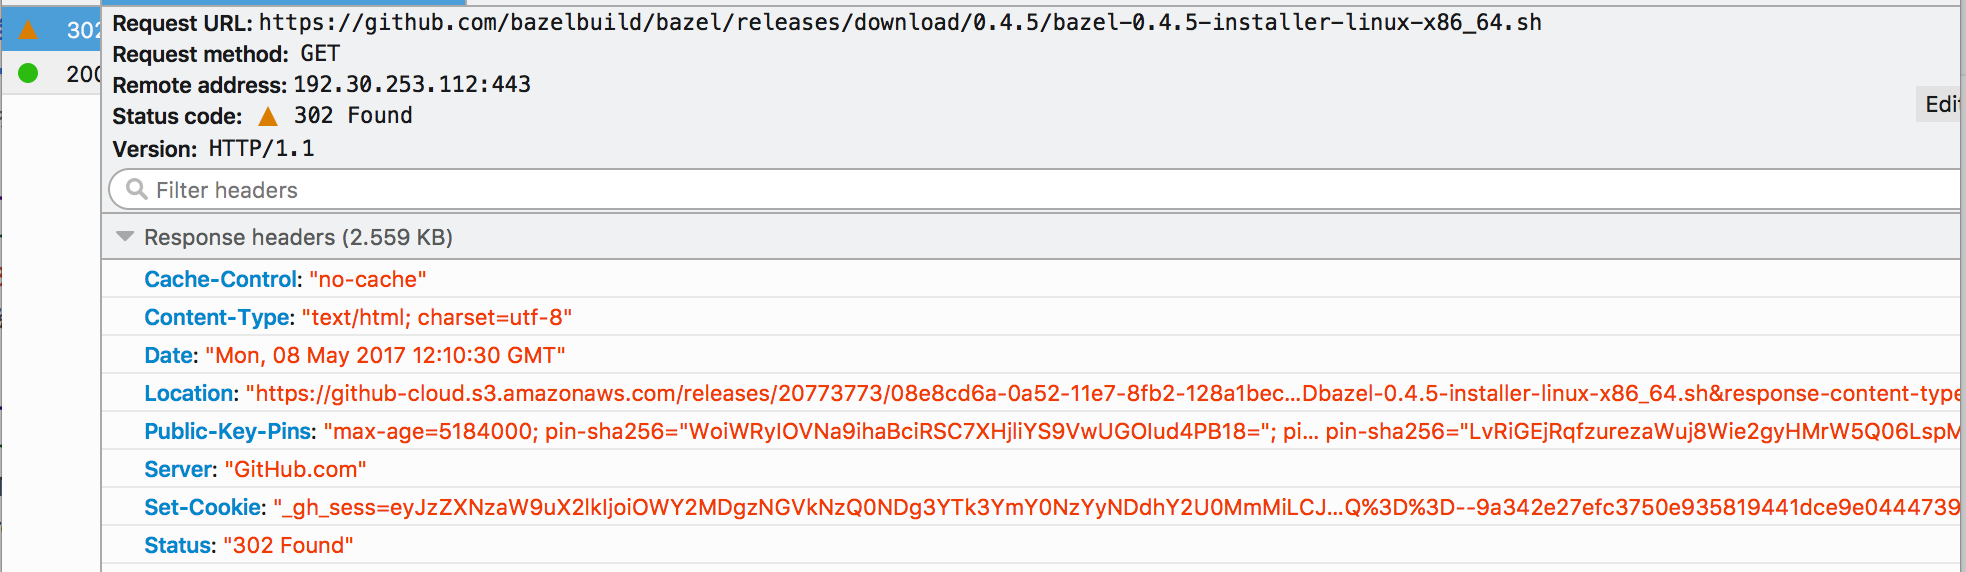 302
Request URL: https://github.com/bazelbuild/bazel/releases/download/0.4.5/bazel-0.4.5-installer-linux-x86_64.sh
Request method: GET
200
Remote address: 192.30.253.112:443
Edit
Status code: 302 Found
Version: HTTP/1.1
Filter headers
Response headers (2.559 KB)
Cache-Control: "no-cache"
Content-Type: "text/html; charset=utf-8"
Date: "Mon, 08 May 2017 12:10:30 GMT"
Location: "https://github-cloud.s3.amazonaws.com/releases/20773773/08e8cd6a-0a52-11e7-8fb2-128a1bec…Dbazel-0.4.5-installer-linux-x86_64.sh&response-content-type
Public-Key-Pins: "max-age=5184000; pin-sha256="WoiWRyIOVNa9ihaBciRSC7XHjliYS9VwUGOIud4PB18="; pi… pin-sha256="LvRiGEjRqfzurezaWuj8Wie2gyHMrW5Q06LspM
Server: "GitHub.com"
Set-Cookie: "_gh_sess=eyJzZXNzaW9uX2lkIjoiOWY2MDgzNGVkNzQ0NDg3YTk3YmY0NzYyNDdhY2U0MmMiLCJ…Q%3D%3D--9a342e27efc3750e935819441dce9e0444739
Status: "302 Found"